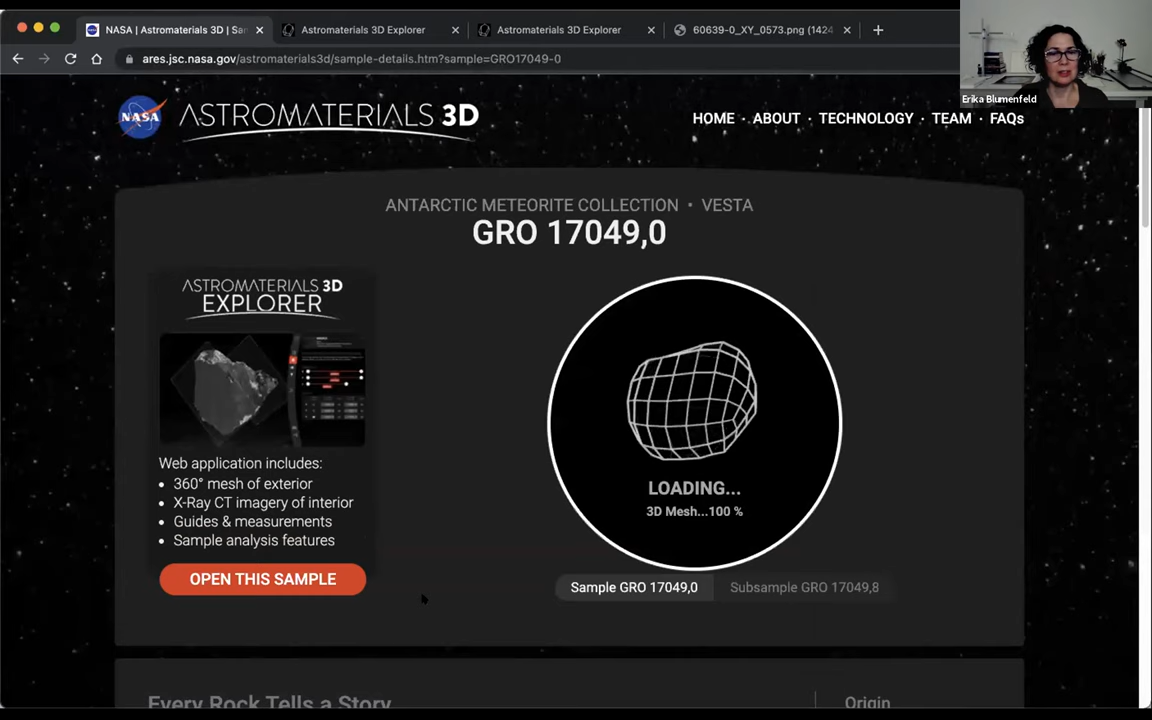 NASA | Astromaterials 3D | Sam
Astromaterials 3D Explorer
Astromaterials 3D Explorer
60639-0_XY_0573.png (1424
ares.jsc.nasa.gov/astromaterials3d/sample-details.htm?sample=GRO17049-0
Erika Blumenfeld
NASA
ASTROMATERIALS 3D
HOME · ABOUT · TECHNOLOGY · TEAM · FAQs
ANTARCTIC METEORITE COLLECTION • VESTA
GRO 17049,0
ASTROMATERIALS 3D
EXPLORER
Web application includes:
• 360° mesh of exterior
• X-Ray CT imagery of interior
• Guides & measurements
• Sample analysis features
OPEN THIS SAMPLE
LOADING...
3D Mesh...100 %
Sample GRO 17049,0
Subsample GRO 17049,8
Every Rock Tells a Story
Origin